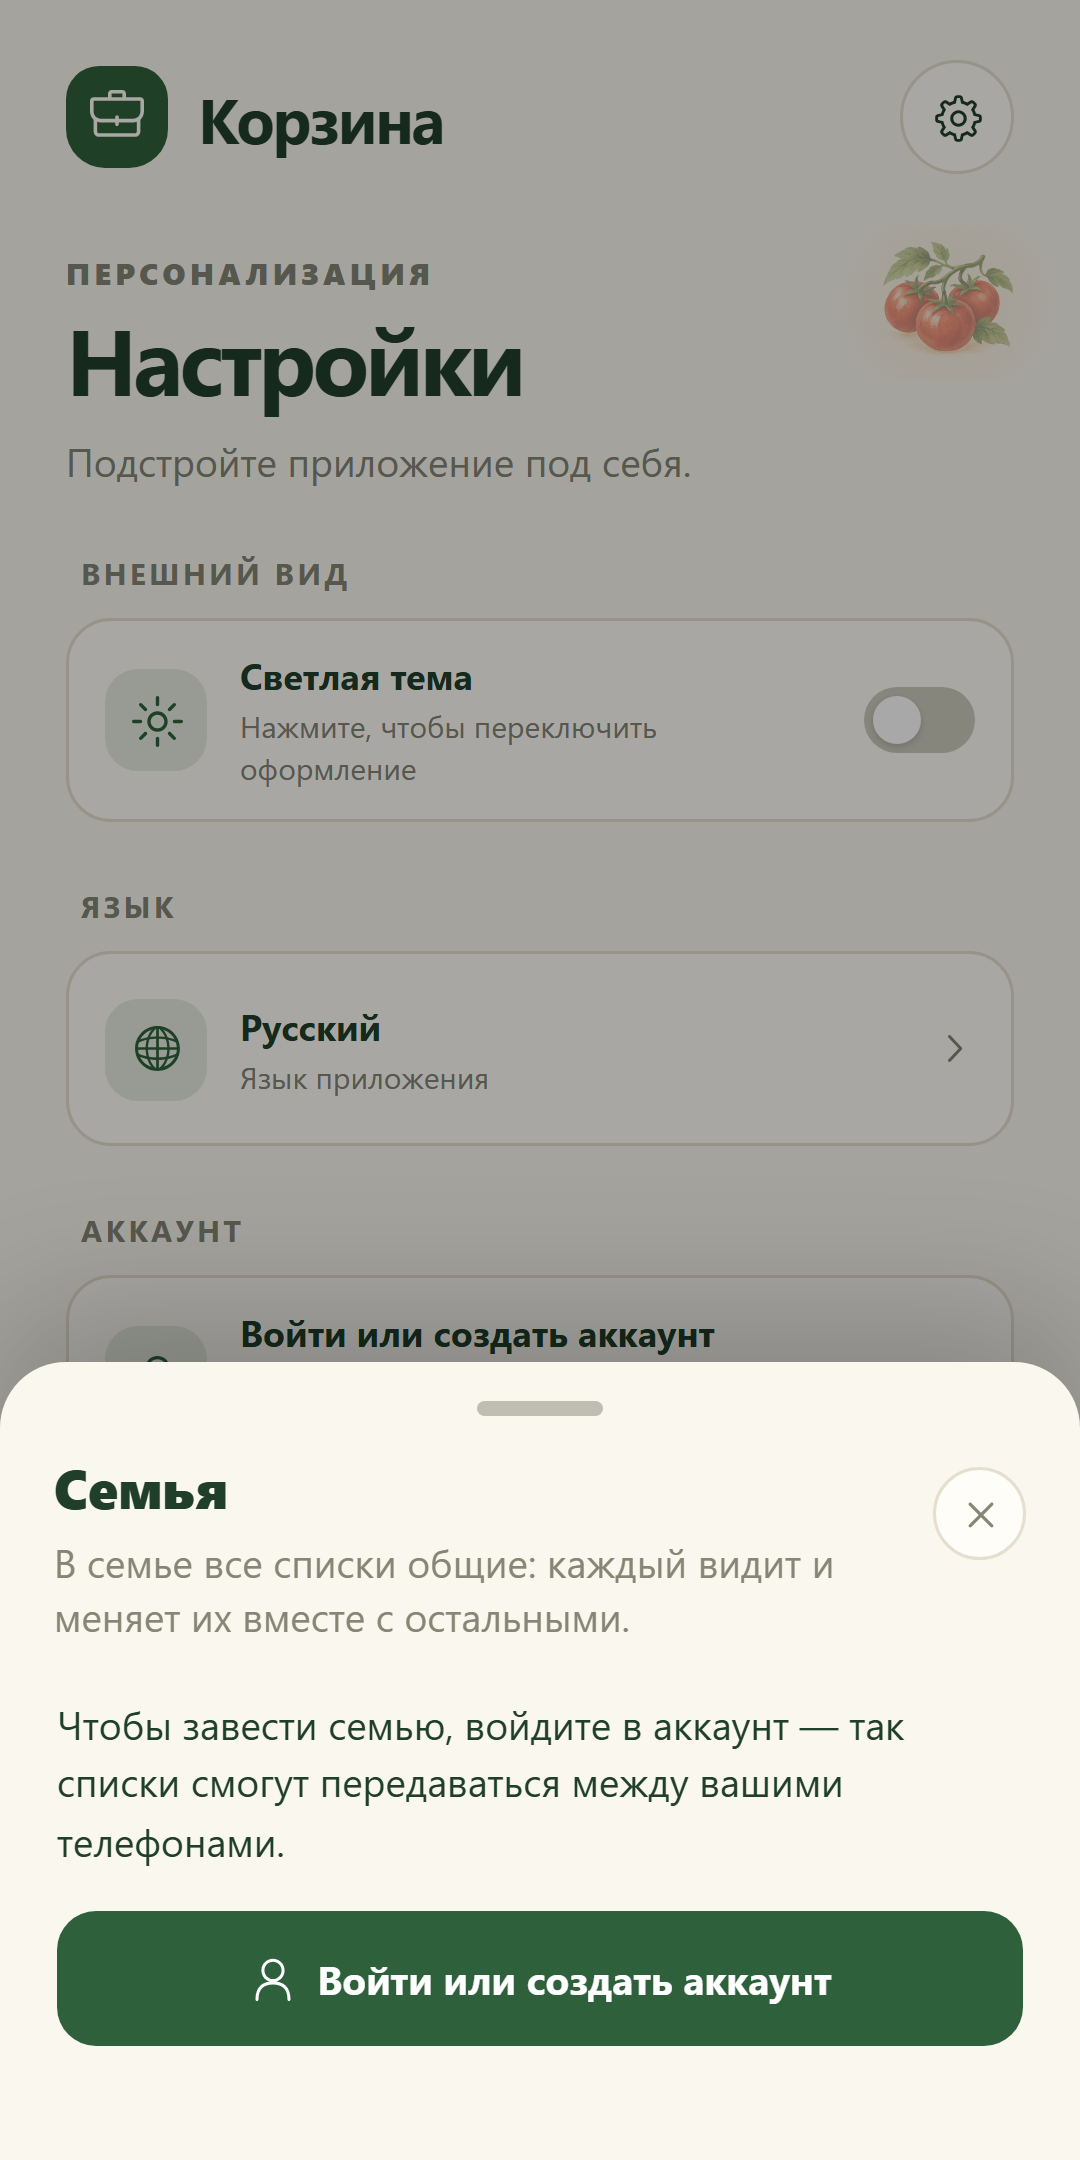 Корзина
ПЕРСОНАЛИЗАЦИЯ
Настройки
Подстройте приложение под себя.
ВНЕШНИЙ ВИД
Светлая тема
Нажмите, чтобы переключить
оформление
ЯЗЫК
Русский
Язык приложения
АККАУНТ
Войти или создать аккаунт
Семья
В семье все списки общие: каждый видит и
меняет их вместе с остальными.
Чтобы завести семью, войдите в аккаунт — так
списки смогут передаваться между вашими
телефонами.
Войти или создать аккаунт